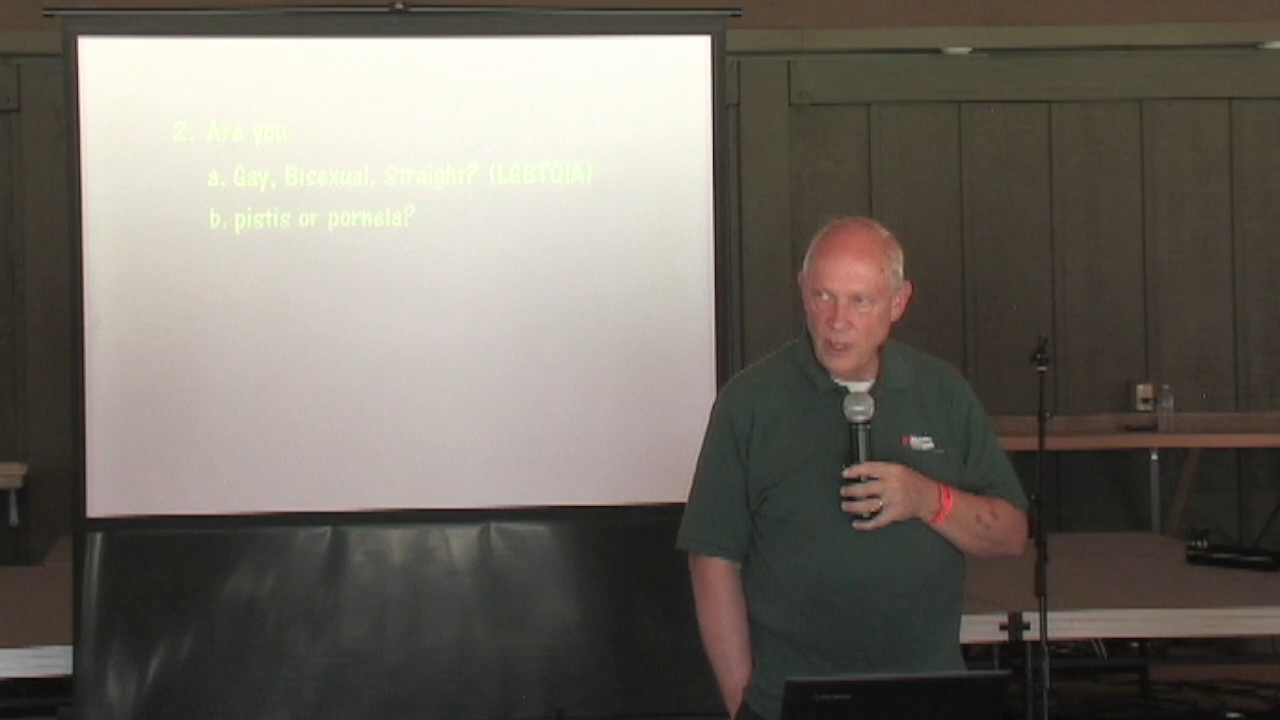 2. Are you
a. Gay, Bisexual, Straight? (LGBTQIA)
b. pistis or porneia?